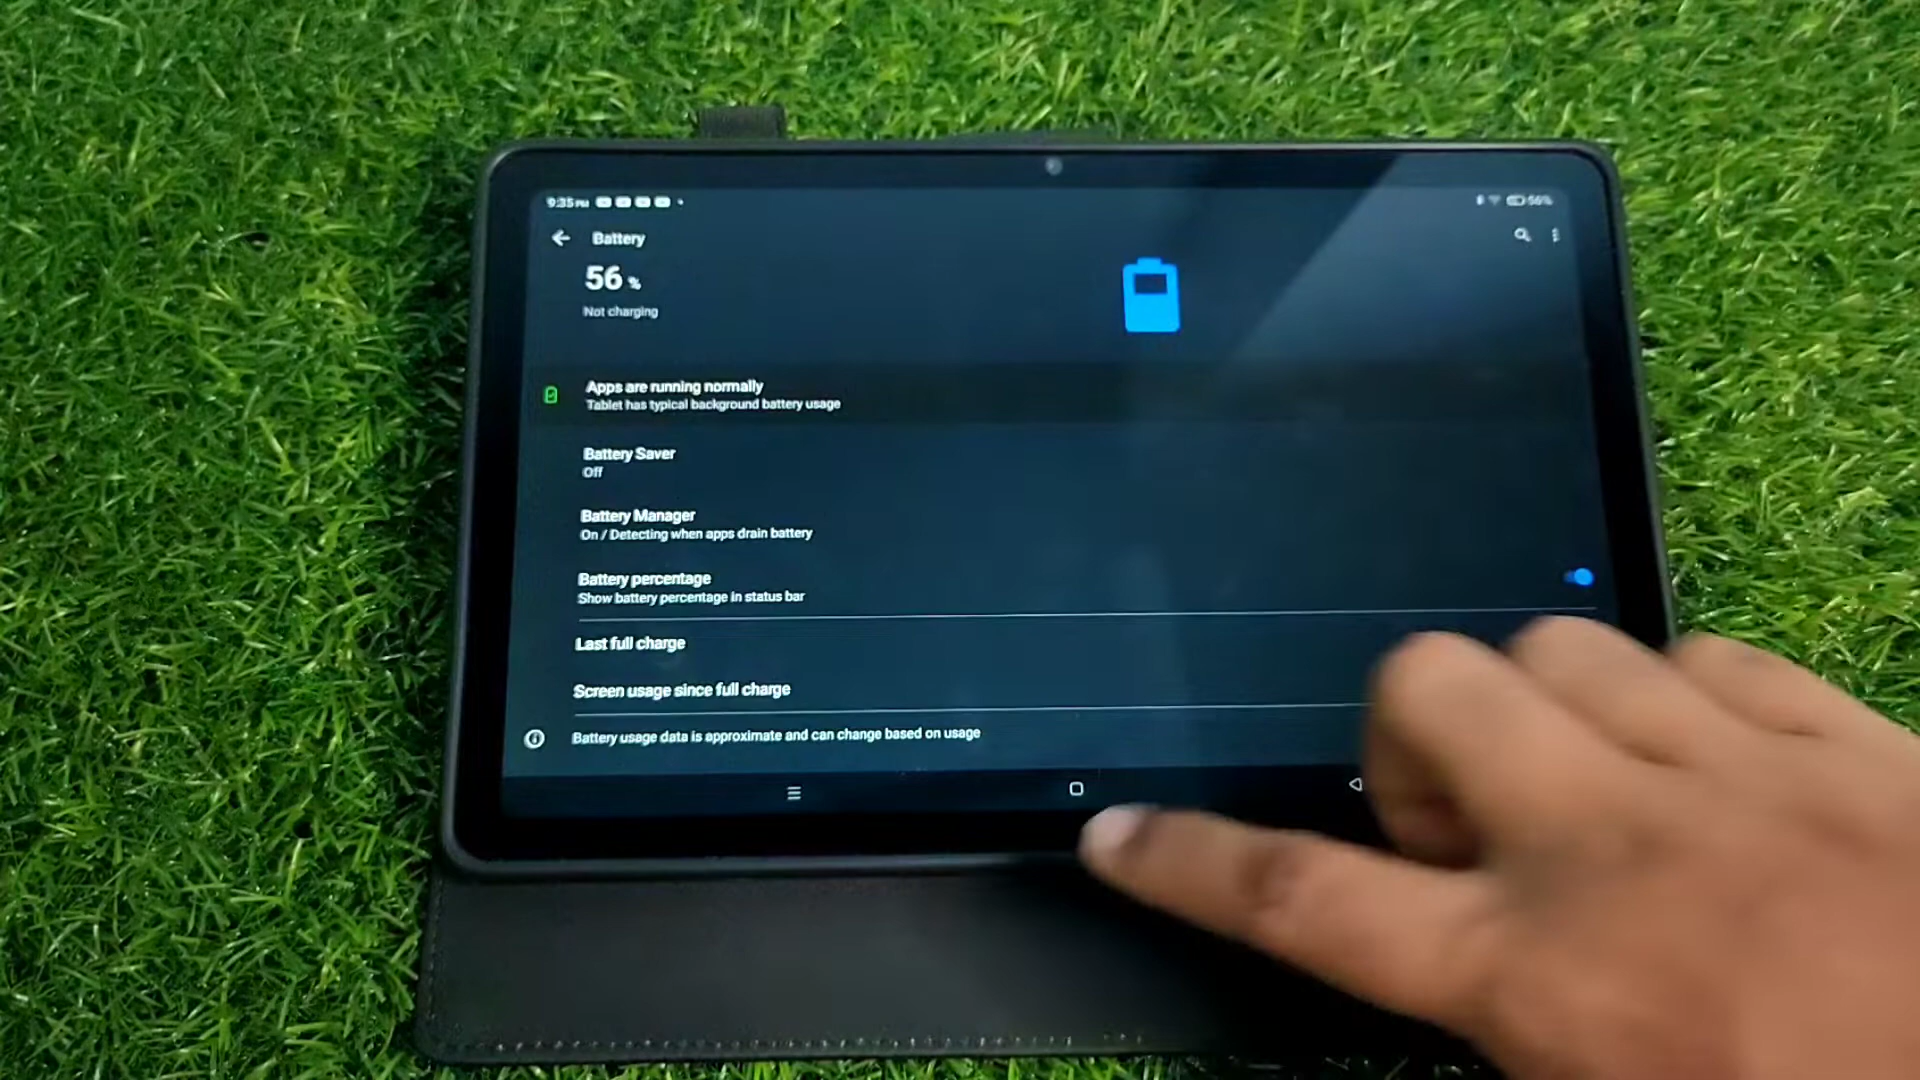 9:35 PM
56%
Battery
56 %
Not charging
Apps are running normally
Tablet has typical background battery usage
Battery Saver
Off
Battery Manager
On / Detecting when apps drain battery
Battery percentage
Show battery percentage in status bar
Last full charge
Screen usage since full charge
Battery usage data is approximate and can change based on usage